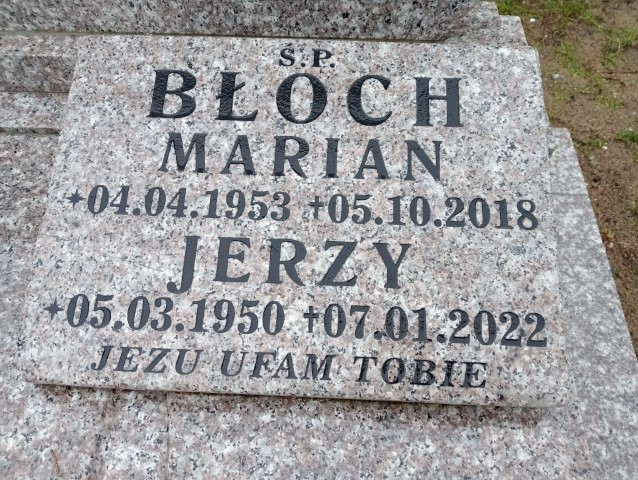 Ś.P.
BŁOCH
MARIAN
*04.04.1953 †05.10.2018
JERZY
*05.03.1950 †07.01.2022
JEZU UFAM TOBIE